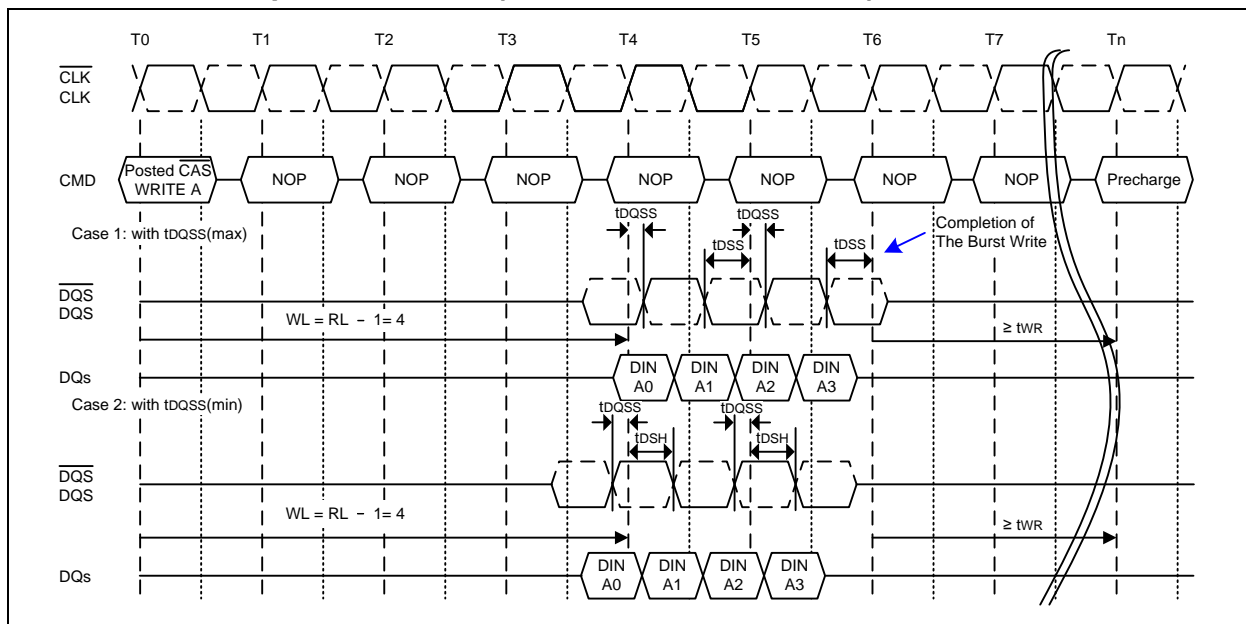 T0 T1 T2 T3 T4 T5 T6 T7 Tn
CLK
CLK
CMD
Posted CAS
WRITE A
NOP NOP NOP NOP NOP NOP NOP Precharge
Case 1: with tDQSS(max)
tDQSS tDQSS
tDSS tDSS
Completion of
The Burst Write
DQS
DQS
WL = RL - 1= 4
≥ tWR
DQs
DIN
A0
DIN
A1
DIN
A2
DIN
A3
Case 2: with tDQSS(min)
tDQSS tDQSS
tDSH tDSH
DQS
DQS
WL = RL - 1= 4
≥ tWR
DQs
DIN
A0
DIN
A1
DIN
A2
DIN
A3